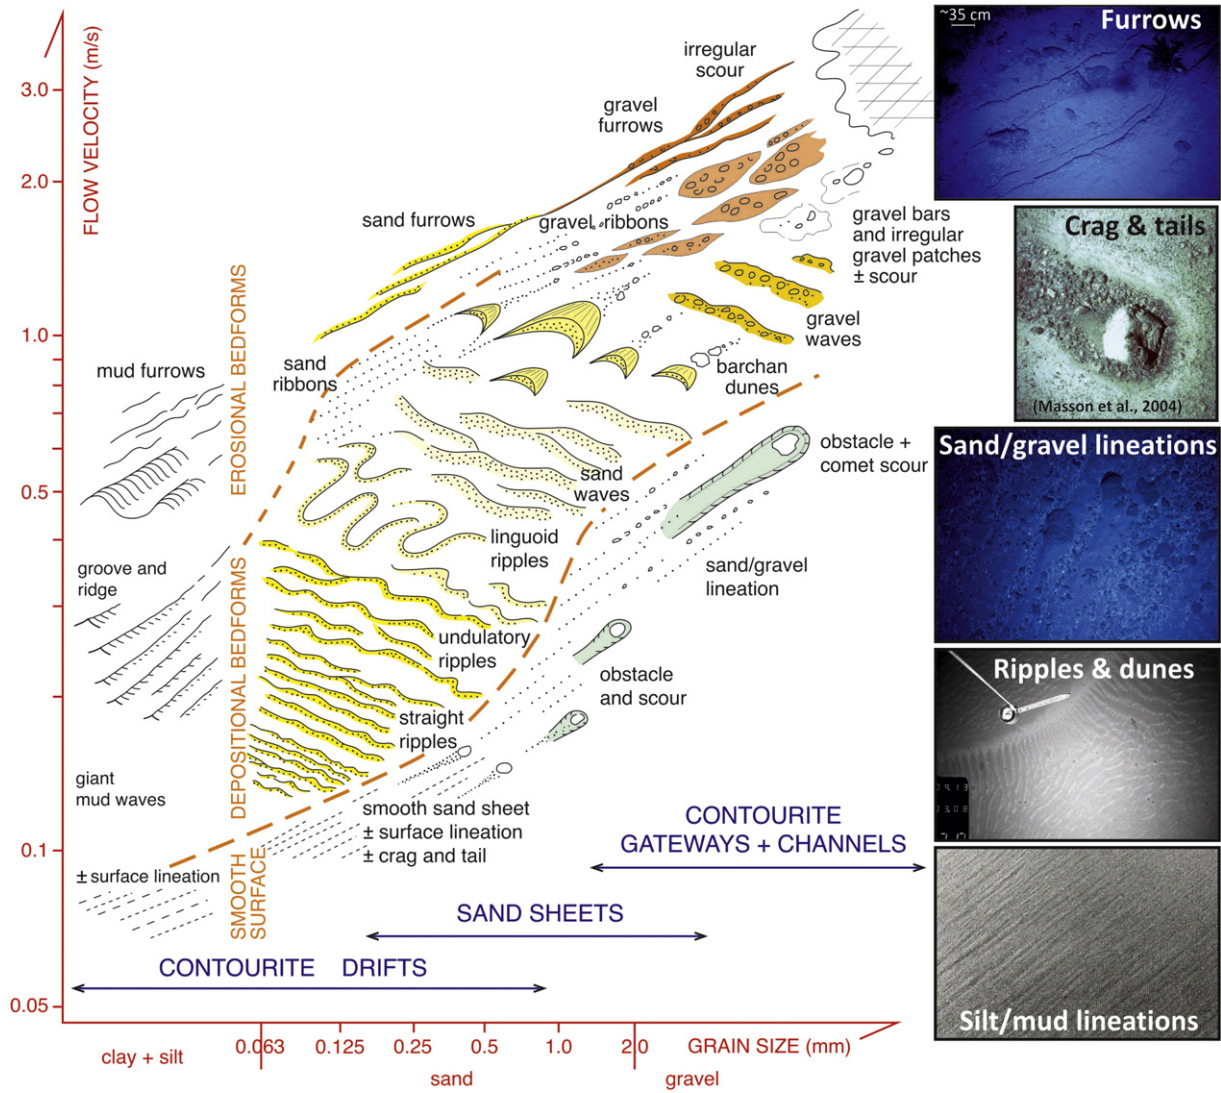 FLOW VELOCITY (m/s)
3.0
2.0
1.0
0.5
0.1
0.05
irregular
scour
gravel
furrows
sand furrows
gravel ribbons
gravel bars
and irregular
gravel patches
± scour
gravel
waves
barchan
dunes
sand
ribbons
mud furrows
EROSIONAL BEDFORMS
obstacle +
comet scour
sand
waves
linguoid
ripples
sand/gravel
lineation
groove and
ridge
DEPOSITIONAL BEDFORMS
undulatory
ripples
obstacle
and scour
straight
ripples
giant
mud waves
smooth sand sheet
± surface lineation
± crag and tail
± surface lineation
SMOOTH
SURFACE
CONTOURITE
GATEWAYS + CHANNELS
SAND SHEETS
CONTOURITE DRIFTS
clay + silt
0.063
0.125
0.25
0.5
1.0
2.0
GRAIN SIZE (mm)
sand
gravel
~35 cm
Furrows
Crag & tails
(Masson et al., 2004)
Sand/gravel lineations
Ripples & dunes
Silt/mud lineations